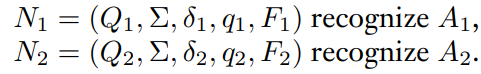 N₁ = (Q₁, Σ, δ₁, q₁, F₁) recognize A₁,
N₂ = (Q₂, Σ, δ₂, q₂, F₂) recognize A₂.